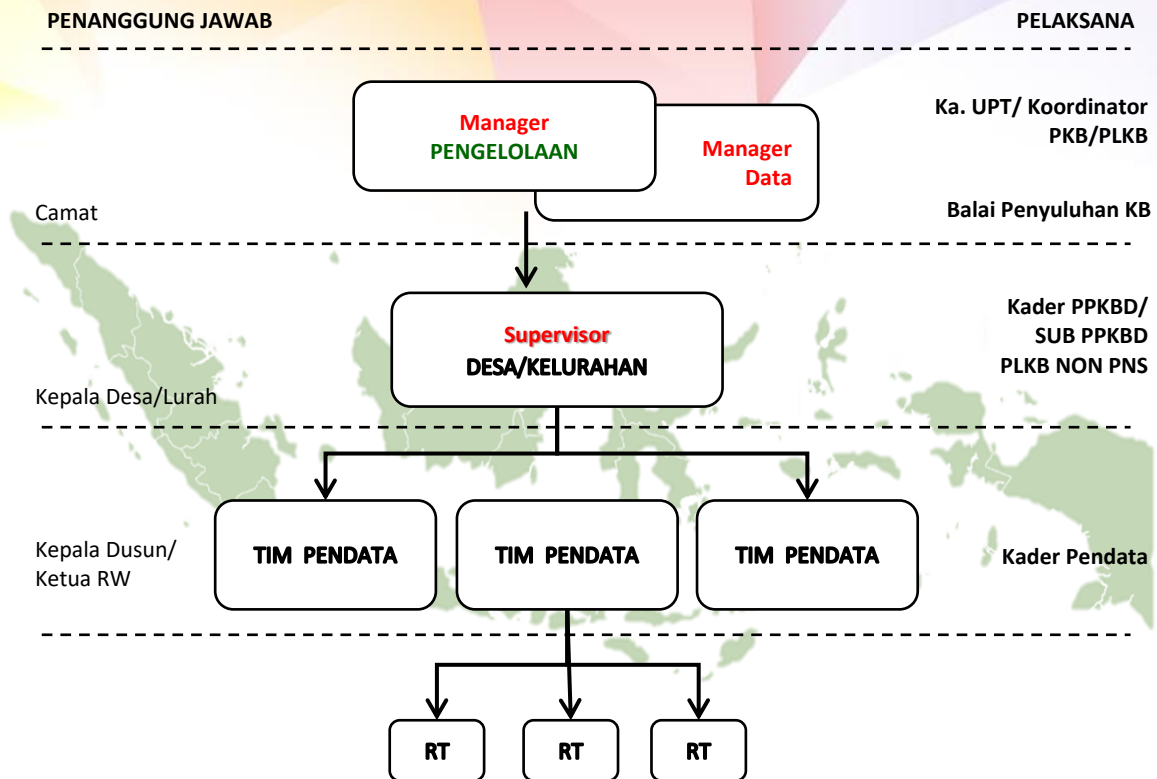 PENANGGUNG JAWAB
PELAKSANA
Manager
PENGELOLAAN
Manager
Data
Ka. UPT/ Koordinator
PKB/PLKB
Camat
Balai Penyuluhan KB
Supervisor
DESA/KELURAHAN
Kader PPKBD/
SUB PPKBD
PLKB NON PNS
Kepala Desa/Lurah
Kepala Dusun/
Ketua RW
TIM PENDATA
TIM PENDATA
TIM PENDATA
Kader Pendata
RT
RT
RT